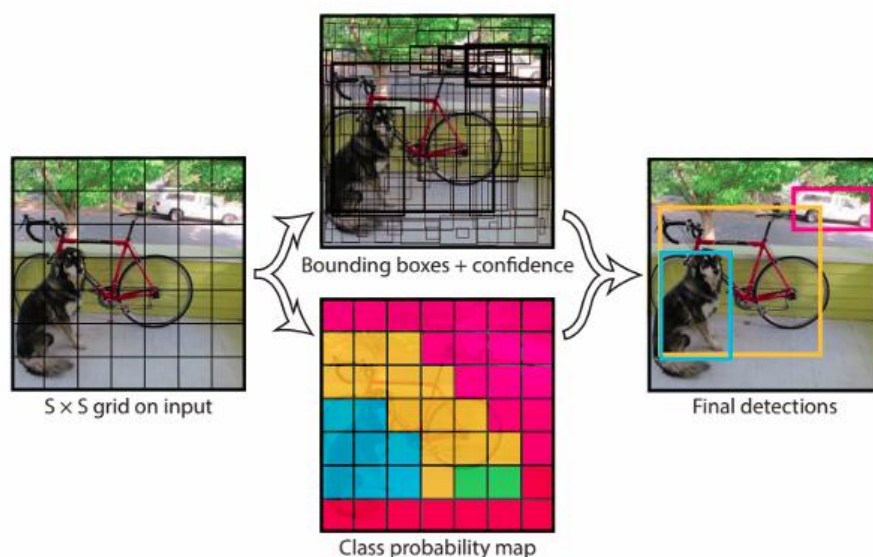 Bounding boxes + confidence
S × S grid on input
Final detections
Class probability map